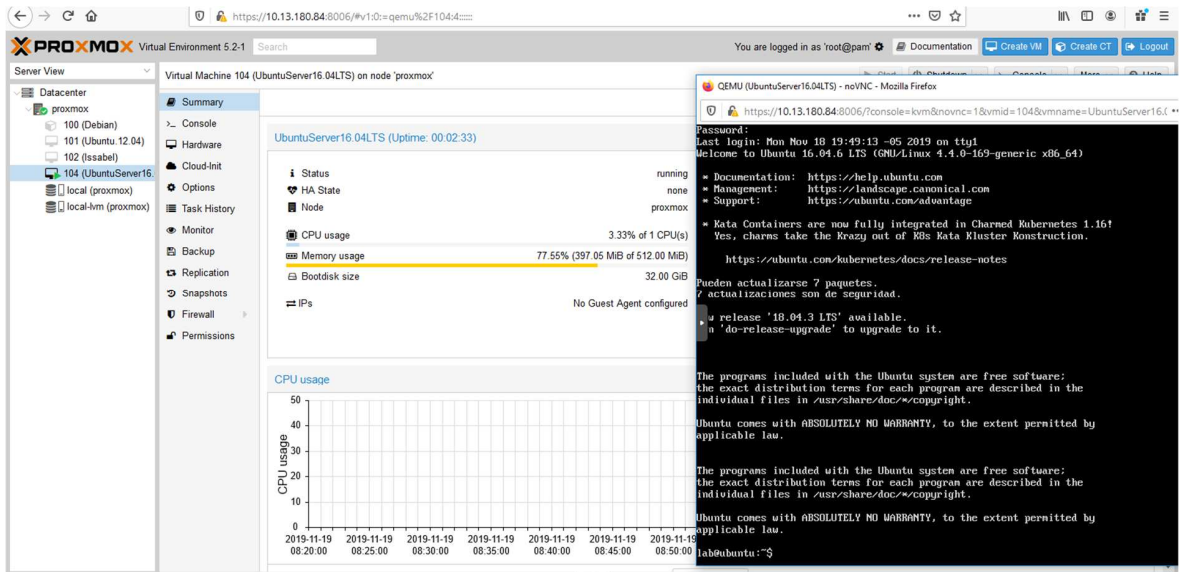 https://10.13.180.84:8006/#v1:0:=qemu%2F104:4::::::
PROXMOX Virtual Environment 5.2-1 Search You are logged in as 'root@pam' Documentation Create VM Create CT Logout
Server View
Datacenter
proxmox
100 (Debian)
101 (Ubuntu.12.04)
102 (Issabel)
104 (UbuntuServer16.
local (proxmox)
local-lvm (proxmox)
Virtual Machine 104 (UbuntuServer16.04LTS) on node 'proxmox'
Summary
>_ Console
Hardware
Cloud-Init
Options
Task History
Monitor
Backup
Replication
Snapshots
Firewall
Permissions
UbuntuServer16.04LTS (Uptime: 00:02:33)
Status running
HA State none
Node proxmox
CPU usage 3.33% of 1 CPU(s)
Memory usage 77.55% (397.05 MiB of 512.00 MiB)
Bootdisk size 32.00 GiB
IPs No Guest Agent configured
CPU usage
50
40
30
20
10
0
CPU usage
2019-11-19 2019-11-19 2019-11-19 2019-11-19 2019-11-19 2019-11-19 2019-11-19
08:20:00 08:25:00 08:30:00 08:35:00 08:40:00 08:45:00 08:50:00
QEMU (UbuntuServer16.04LTS) - noVNC - Mozilla Firefox
https://10.13.180.84:8006/?console=kvm&novnc=1&vmid=104&vmname=UbuntuServer16.(
Password:
Last login: Mon Nov 18 19:49:13 -05 2019 on tty1
Welcome to Ubuntu 16.04.6 LTS (GNU/Linux 4.4.0-169-generic x86_64)
* Documentation: https://help.ubuntu.com
* Management: https://landscape.canonical.com
* Support: https://ubuntu.com/advantage
* Kata Containers are now fully integrated in Charmed Kubernetes 1.16!
Yes, charms take the Krazy out of K8s Kata Kluster Konstruction.
https://ubuntu.com/kubernetes/docs/release-notes
Pueden actualizarse 7 paquetes.
7 actualizaciones son de seguridad.
w release '18.04.3 LTS' available.
n 'do-release-upgrade' to upgrade to it.
The programs included with the Ubuntu system are free software;
the exact distribution terms for each program are described in the
individual files in /usr/share/doc/*/copyright.
Ubuntu comes with ABSOLUTELY NO WARRANTY, to the extent permitted by
applicable law.
The programs included with the Ubuntu system are free software;
the exact distribution terms for each program are described in the
individual files in /usr/share/doc/*/copyright.
Ubuntu comes with ABSOLUTELY NO WARRANTY, to the extent permitted by
applicable law.
lab@ubuntu:~$